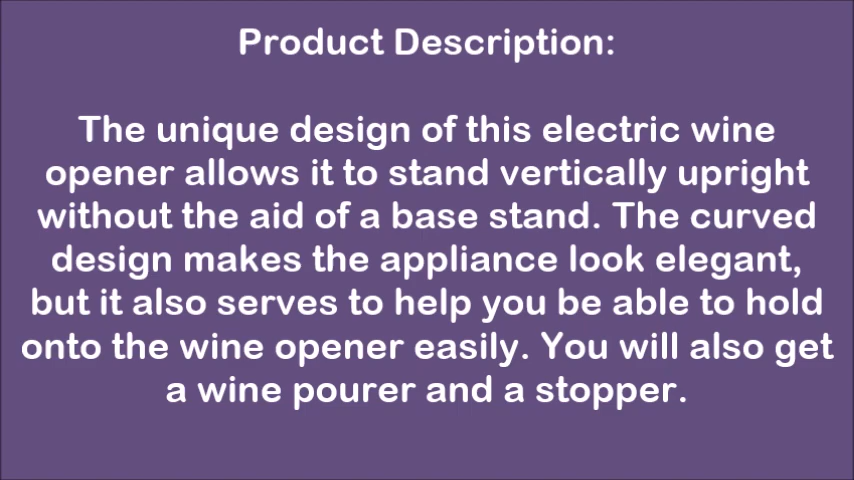 Product Description:
The unique design of this electric wine
opener allows it to stand vertically upright
without the aid of a base stand. The curved
design makes the appliance look elegant,
but it also serves to help you be able to hold
onto the wine opener easily. You will also get
a wine pourer and a stopper.